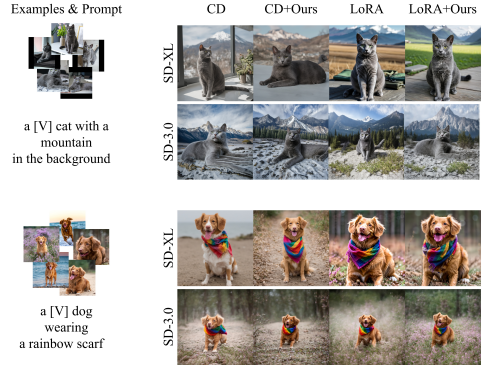 Examples & Prompt CD CD+Ours LoRA LoRA+Ours
SD-XL
SD-3.0
a [V] cat with a
mountain
in the background
SD-XL
SD-3.0
a [V] dog
wearing
a rainbow scarf